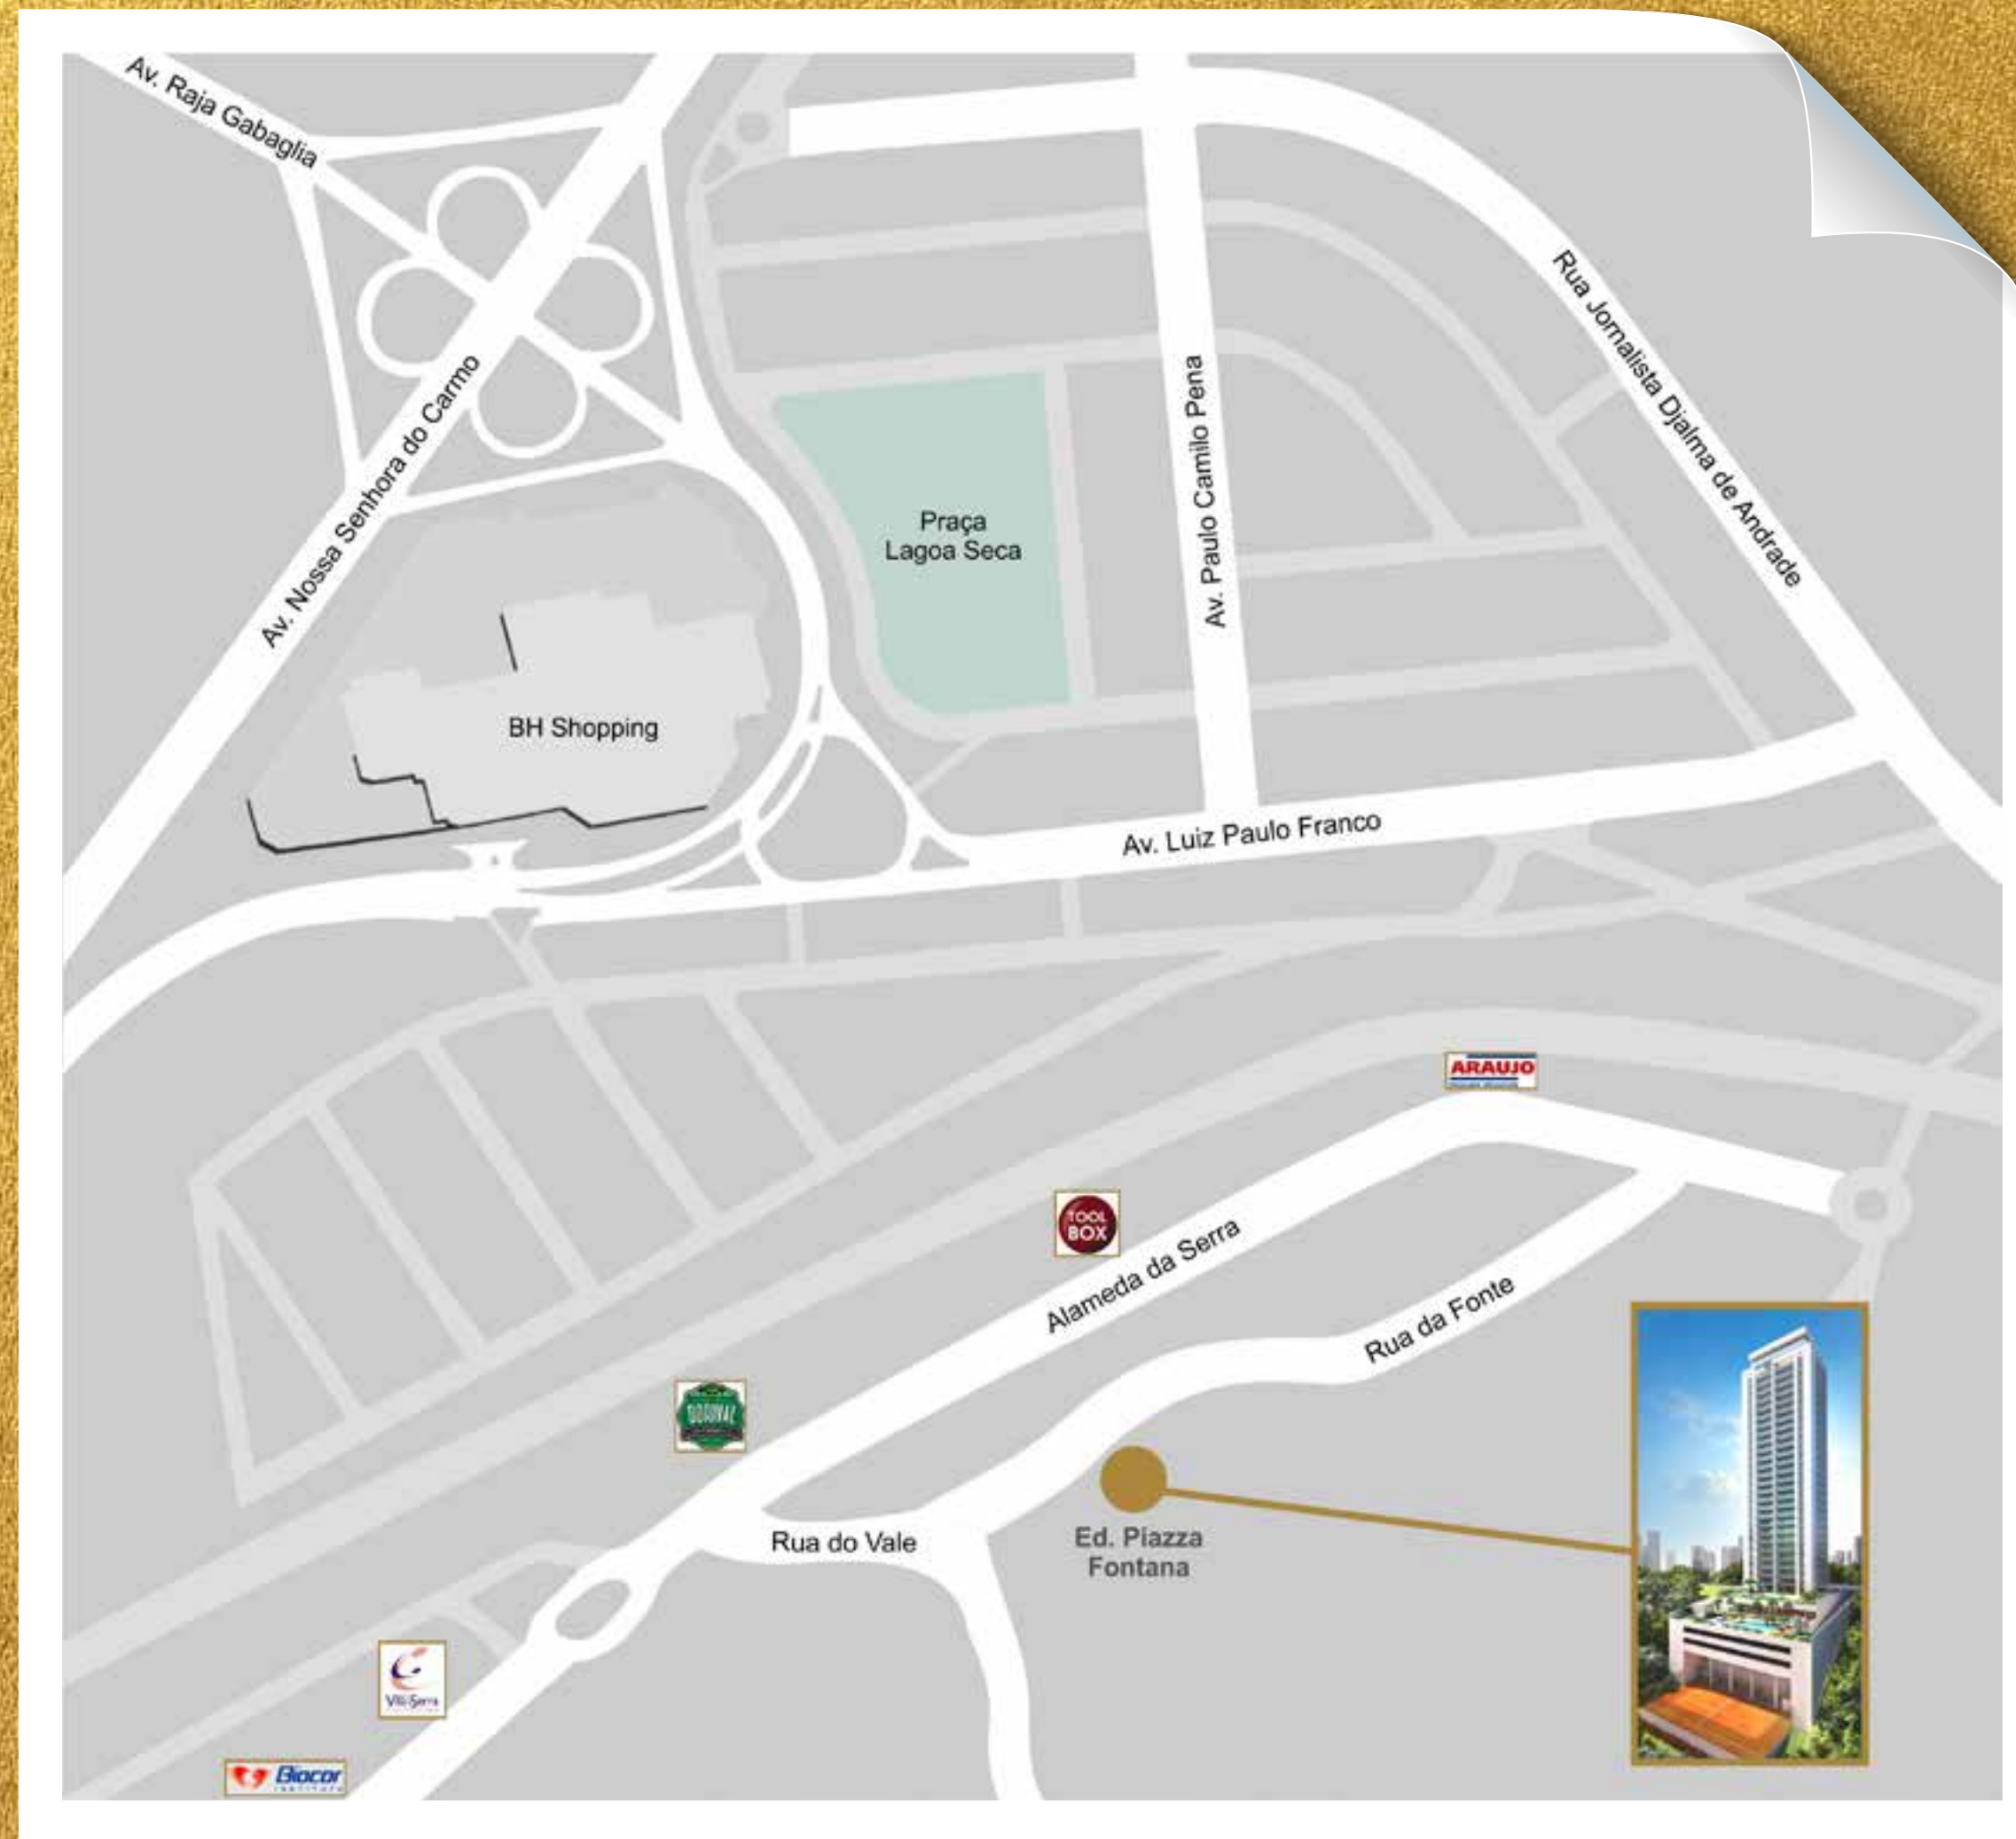 Av. Raja Gabaglia
Av. Nossa Senhora do Carmo
Rua Jornalista Djalma de Andrade
Av. Paulo Camilo Pena
Praça
Lagoa Seca
BH Shopping
Av. Luiz Paulo Franco
ARAUJO
TOOL
BOX
Alameda da Serra
Rua da Fonte
Rua do Vale
Ed. Piazza
Fontana
Biocor